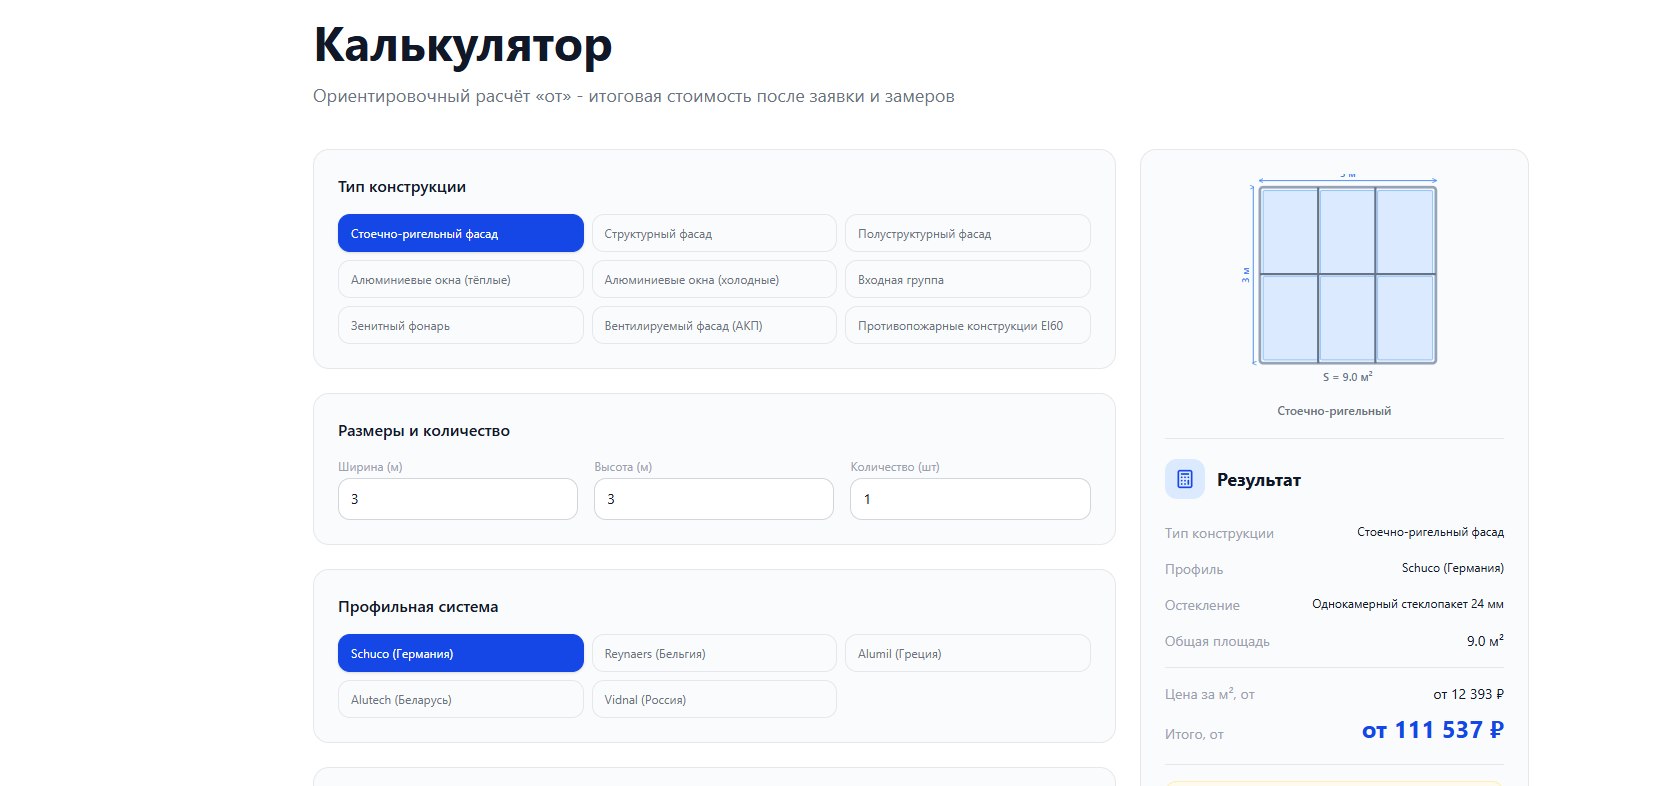 Калькулятор
Ориентировочный расчёт «от» - итоговая стоимость после заявки и замеров
Тип конструкции
Стоечно-ригельный фасад
Структурный фасад
Полуструктурный фасад
Алюминиевые окна (тёплые)
Алюминиевые окна (холодные)
Входная группа
Зенитный фонарь
Вентилируемый фасад (АКП)
Противопожарные конструкции EI60
Размеры и количество
Ширина (м)
Высота (м)
Количество (шт)
3
3
1
Профильная система
Schuco (Германия)
Reynaers (Бельгия)
Alumil (Греция)
Alutech (Беларусь)
Vidnal (Россия)
3 м
S = 9.0 м²
Стоечно-ригельный
Результат
Тип конструкции
Стоечно-ригельный фасад
Профиль
Schuco (Германия)
Остекление
Однокамерный стеклопакет 24 мм
Общая площадь
9.0 м²
Цена за м², от
от 12 393 ₽
Итого, от
от 111 537 ₽